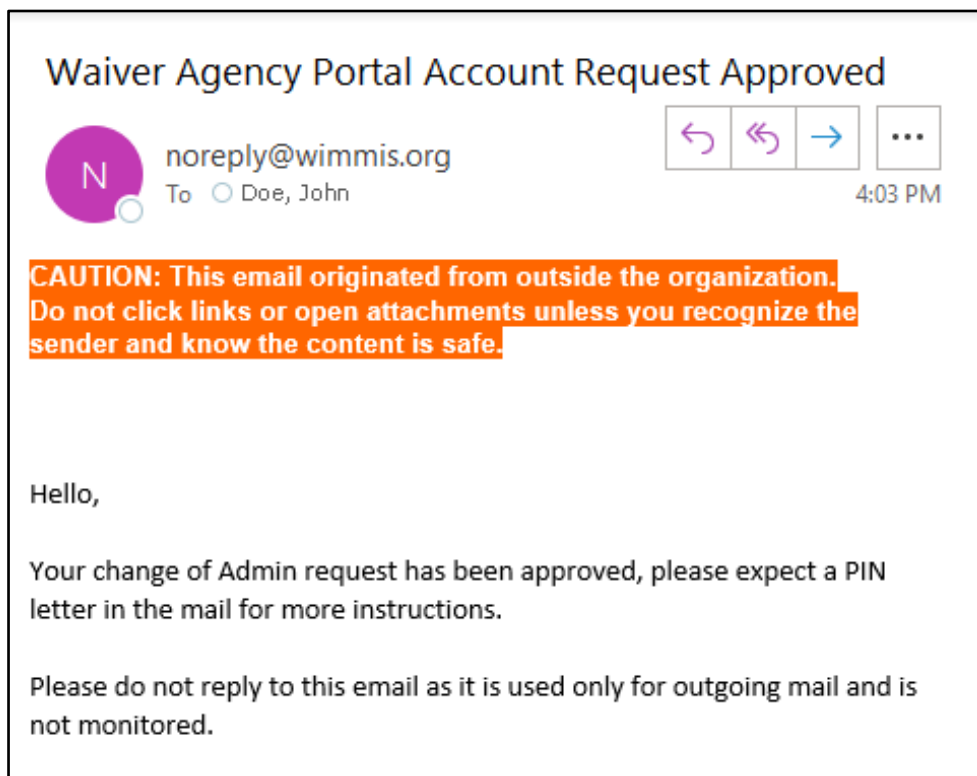 Waiver Agency Portal Account Request Approved
N
noreply@wimmis.org
To Doe, John
4:03 PM
CAUTION: This email originated from outside the organization.
Do not click links or open attachments unless you recognize the
sender and know the content is safe.
Hello,
Your change of Admin request has been approved, please expect a PIN
letter in the mail for more instructions.
Please do not reply to this email as it is used only for outgoing mail and is
not monitored.